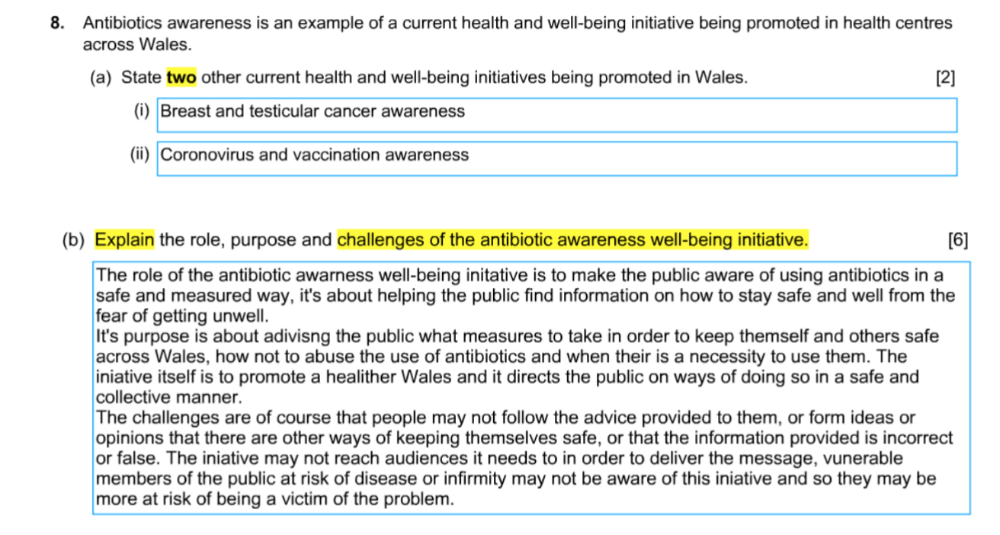 8. Antibiotics awareness is an example of a current health and well-being initiative being promoted in health centres
across Wales.
(a) State two other current health and well-being initiatives being promoted in Wales. [2]
(i) Breast and testicular cancer awareness
(ii) Coronovirus and vaccination awareness
(b) Explain the role, purpose and challenges of the antibiotic awareness well-being initiative. [6]
The role of the antibiotic awarness well-being initative is to make the public aware of using antibiotics in a
safe and measured way, it's about helping the public find information on how to stay safe and well from the
fear of getting unwell.
It's purpose is about adivisng the public what measures to take in order to keep themself and others safe
across Wales, how not to abuse the use of antibiotics and when their is a necessity to use them. The
iniative itself is to promote a healither Wales and it directs the public on ways of doing so in a safe and
collective manner.
The challenges are of course that people may not follow the advice provided to them, or form ideas or
opinions that there are other ways of keeping themselves safe, or that the information provided is incorrect
or false. The iniative may not reach audiences it needs to in order to deliver the message, vunerable
members of the public at risk of disease or infirmity may not be aware of this iniative and so they may be
more at risk of being a victim of the problem.